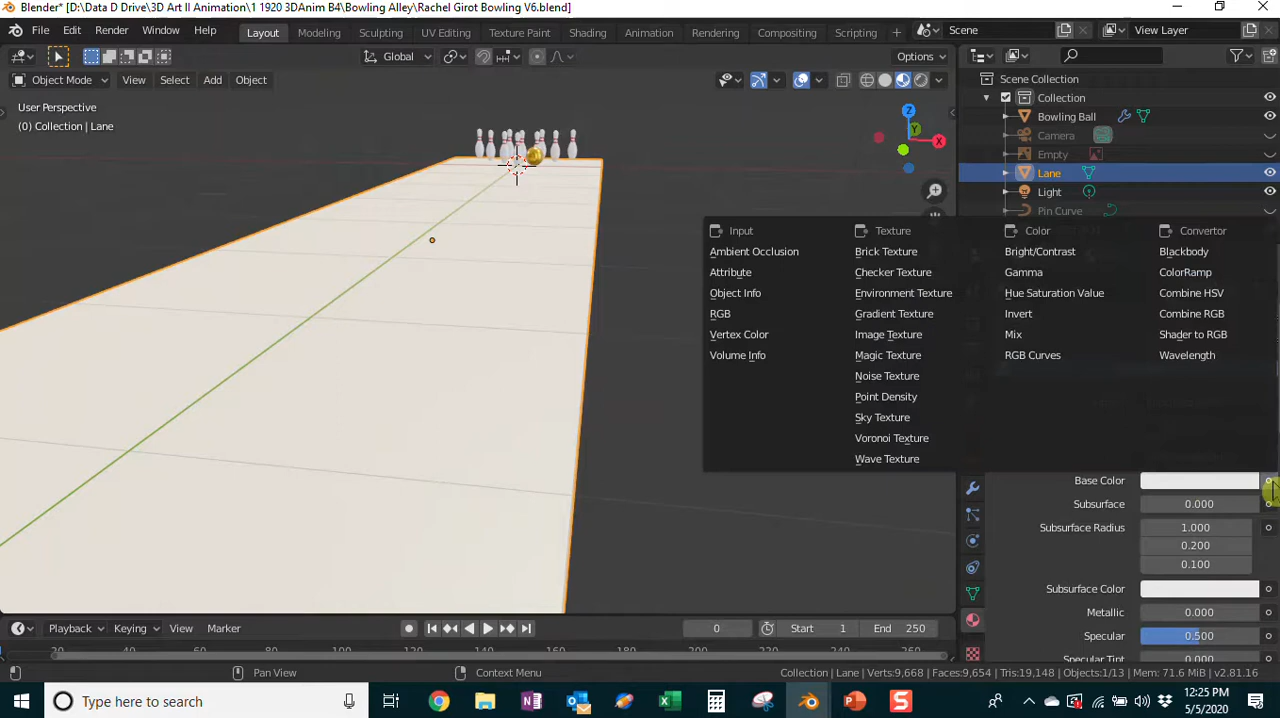 Blender* [D:\Data D Drive\3D Art II Animation\1 1920 3DAnim B4\Bowling Alley\Rachel Girot Bowling V6.blend]
File Edit Render Window Help Layout Modeling Sculpting UV Editing Texture Paint Shading Animation Rendering Compositing Scripting + Scene View Layer
Global Options
Object Mode View Select Add Object
Scene Collection
User Perspective
(0) Collection | Lane
Collection
Bowling Ball
Camera
Empty
Lane
Light
Pin Curve
Z
Y
X
Input Texture Color Convertor
Ambient Occlusion Brick Texture Bright/Contrast Blackbody
Attribute Checker Texture Gamma ColorRamp
Object Info Environment Texture Hue Saturation Value Combine HSV
RGB Gradient Texture Invert Combine RGB
Vertex Color Image Texture Mix Shader to RGB
Volume Info Magic Texture RGB Curves Wavelength
Noise Texture
Point Density
Sky Texture
Voronoi Texture
Wave Texture
Base Color
Subsurface 0.000
Subsurface Radius 1.000
0.200
0.100
Subsurface Color
Metallic 0.000
Specular 0.500
Specular Tint 0.000
Playback Keying View Marker 0 Start 1 End 250
20 40 60 80 100 120 140 160 180 200 220 240
Pan View Object Context Menu Collection | Lane | Verts:9,668 | Faces:9,654 | Tris:19,148 | Objects:1/13 | Mem: 71.6 MiB | v2.81.16
Type here to search
12:25 PM
5/5/2020